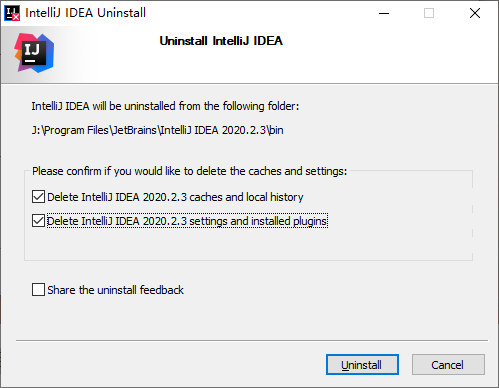 IntelliJ IDEA Uninstall
IJ
Uninstall IntelliJ IDEA
IJ
IntelliJ IDEA will be uninstalled from the following folder:
J:\Program Files\JetBrains\IntelliJ IDEA 2020.2.3\bin
Please confirm if you would like to delete the caches and settings:
Delete IntelliJ IDEA 2020.2.3 caches and local history
Delete IntelliJ IDEA 2020.2.3 settings and installed plugins
Share the uninstall feedback
Uninstall
Cancel